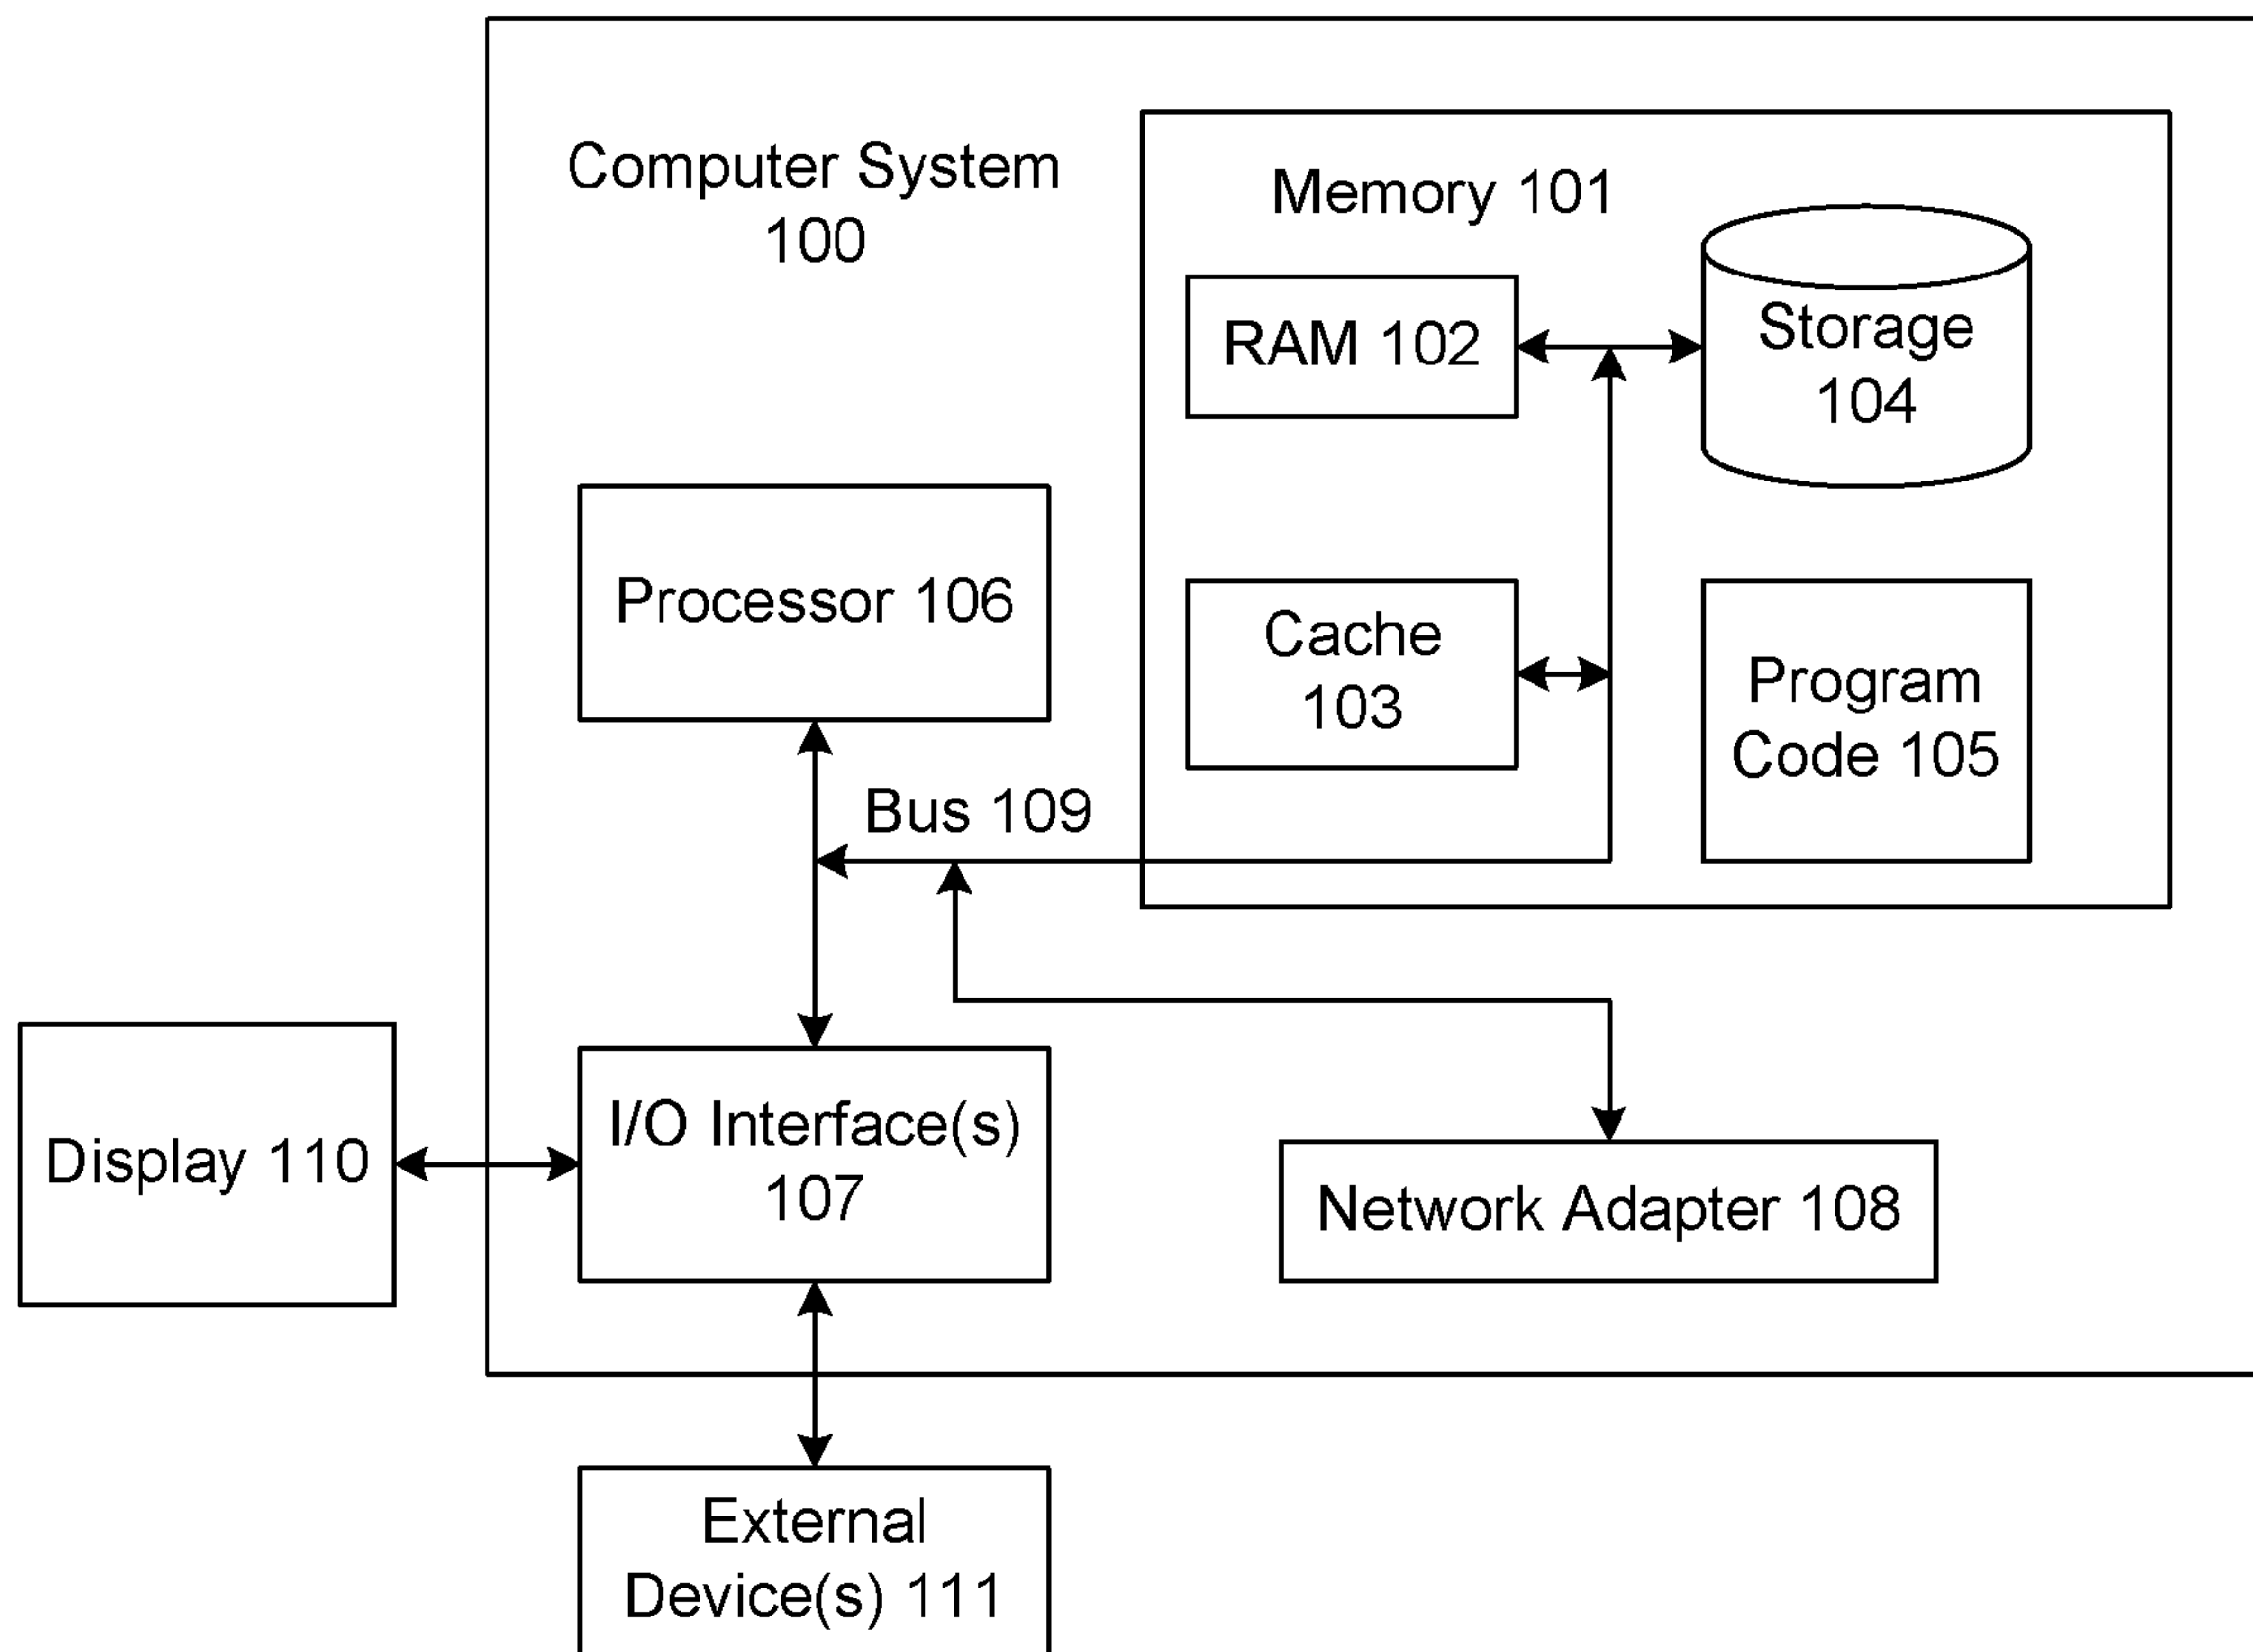 Computer System
100
Memory 101
RAM 102
Storage
104
Processor 106
Cache
103
Program
Code 105
Bus 109
Display 110
I/O Interface(s)
107
Network Adapter 108
External
Device(s) 111